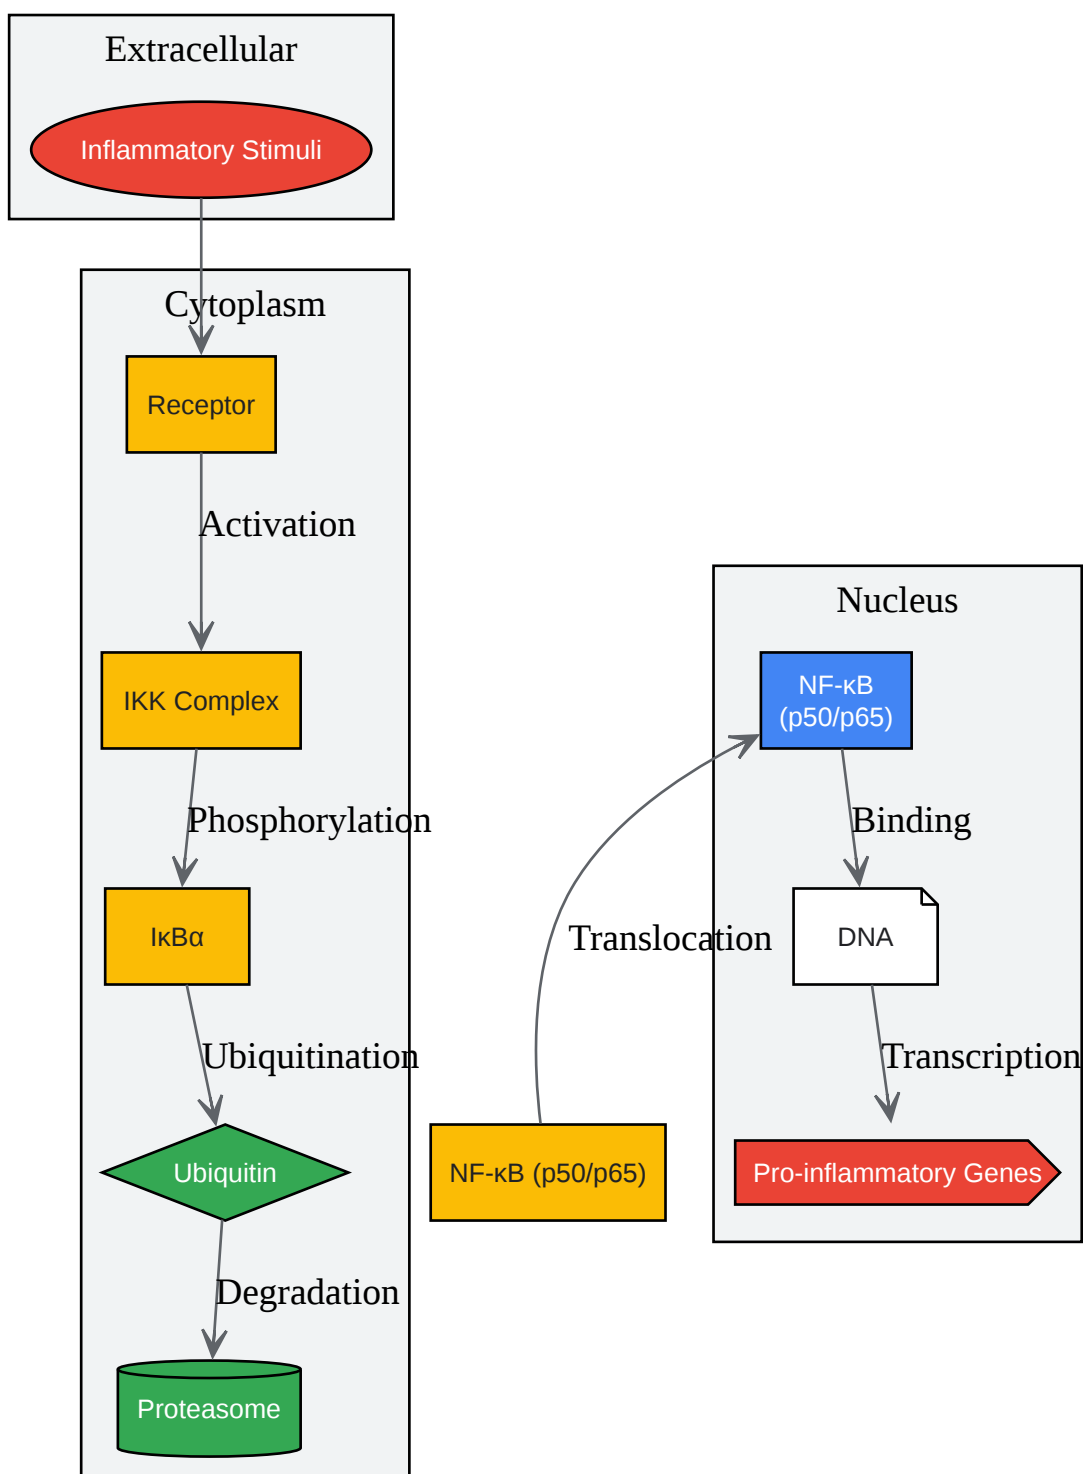 Extracellular
Inflammatory Stimuli
Cytoplasm
Receptor
Activation
IKK Complex
Phosphorylation
IκBα
Ubiquitination
Ubiquitin
Degradation
Proteasome
NF-κB (p50/p65)
Translocation
Nucleus
NF-κB
(p50/p65)
Binding
DNA
Transcription
Pro-inflammatory Genes